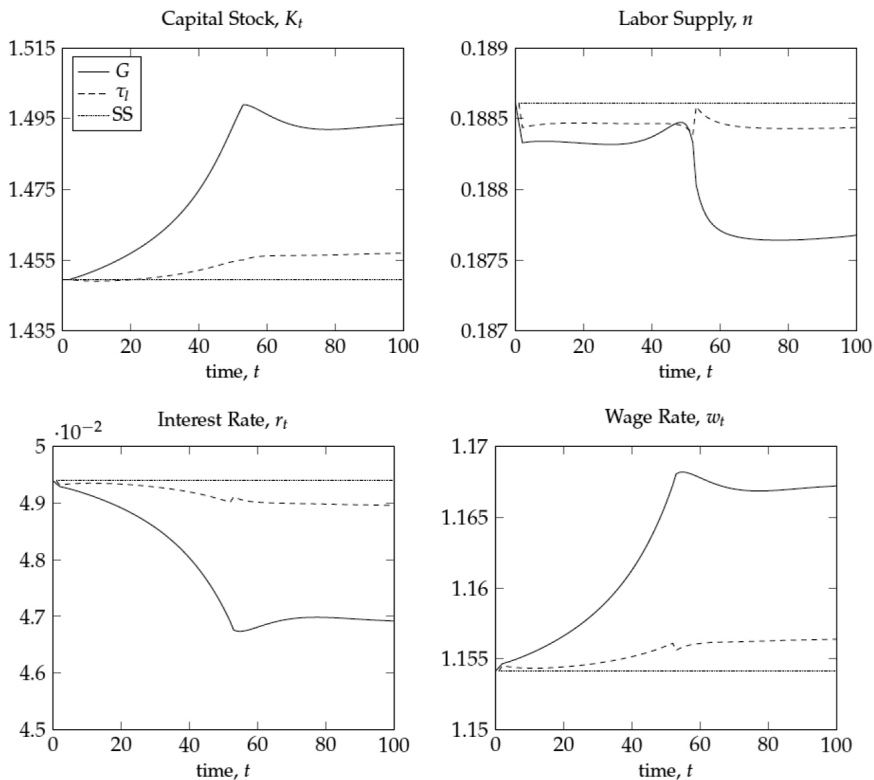 Capital Stock, Kₜ
1.515
1.495
1.475
1.455
1.435
G
τₗ
SS
0 20 40 60 80 100
time, t
Labor Supply, n
0.189
0.1885
0.188
0.1875
0.187
0 20 40 60 80 100
time, t
Interest Rate, rₜ
·10⁻²
5
4.9
4.8
4.7
4.6
4.5
0 20 40 60 80 100
time, t
Wage Rate, wₜ
1.17
1.165
1.16
1.155
1.15
0 20 40 60 80 100
time, t